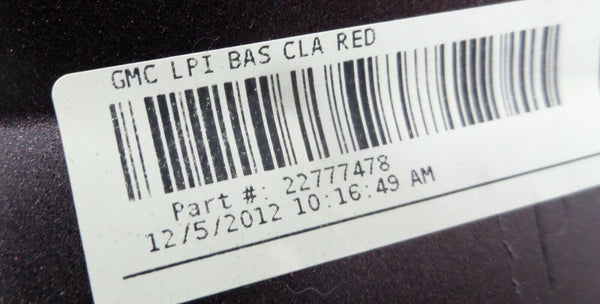 GMC LPI BAS CLA RED
Part #: 22777478
12/5/2012 10:16:49 AM